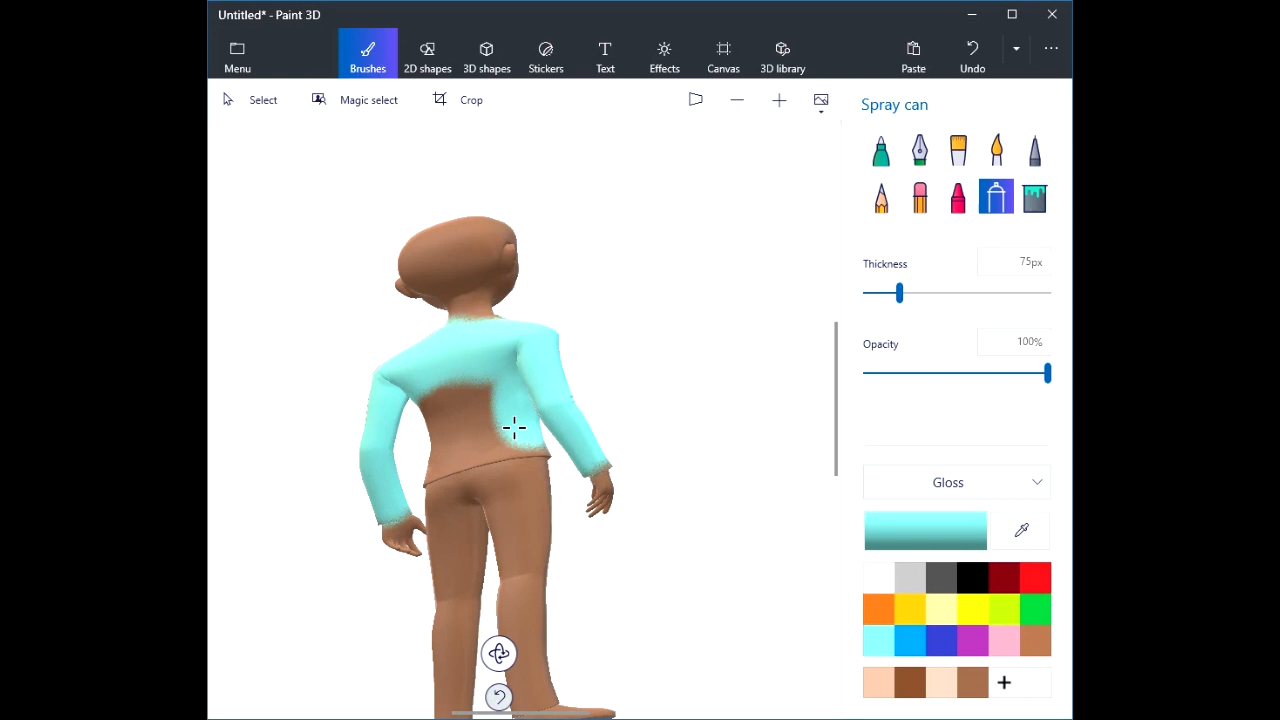 Untitled* - Paint 3D
Menu Brushes 2D shapes 3D shapes Stickers Text Effects Canvas 3D library Paste Undo
Select Magic select Crop
Spray can
Thickness 75px
Opacity 100%
Gloss